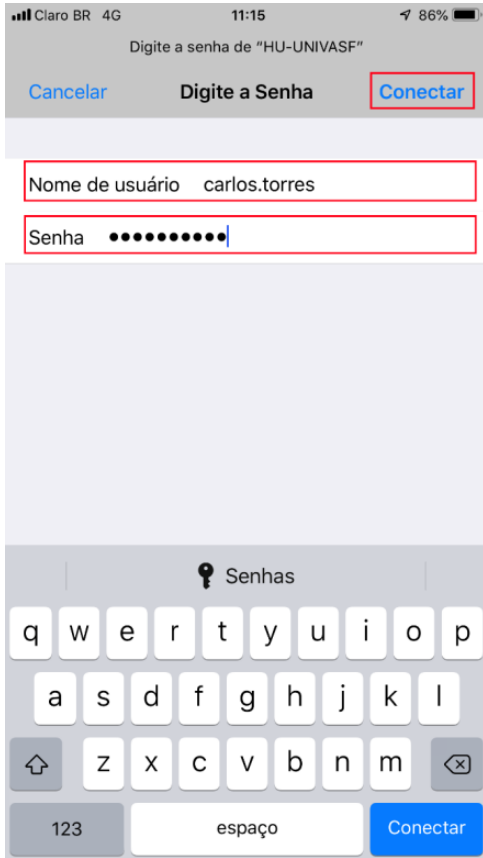 Claro BR 4G 11:15 86%
Digite a senha de “HU-UNIVASF”
Cancelar Digite a Senha Conectar
Nome de usuário carlos.torres
Senha ●●●●●●●●●●
Senhas
q w e r t y u i o p
a s d f g h j k l
z x c v b n m
123 espaço Conectar